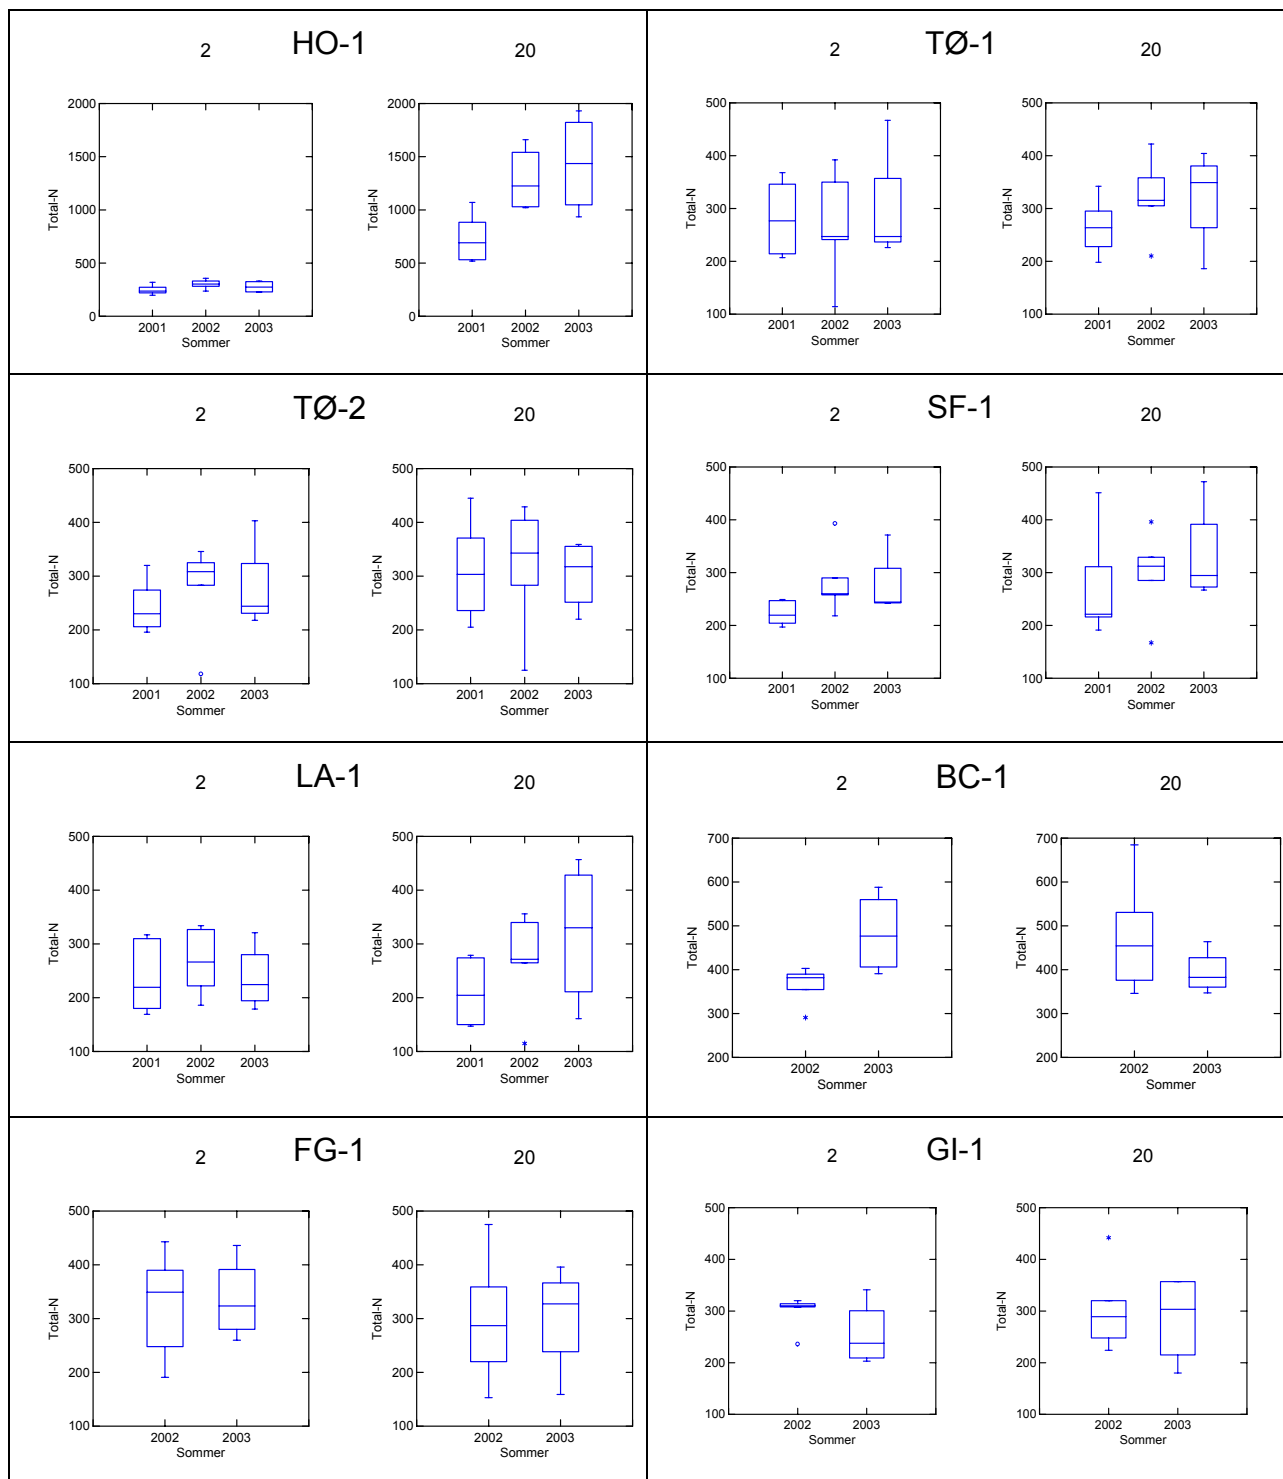 2 HO-1 20
2000 2000
1500 1500
1000 1000
500 500
0 0
Total-N Total-N
2001 2002 2003 2001 2002 2003
Sommer Sommer
2 TØ-1 20
500 500
400 400
300 300
200 200
100 100
Total-N Total-N
2001 2002 2003 2001 2002 2003
Sommer Sommer
2 TØ-2 20
500 500
400 400
300 300
200 200
100 100
Total-N Total-N
2001 2002 2003 2001 2002 2003
Sommer Sommer
2 SF-1 20
500 500
400 400
300 300
200 200
100 100
Total-N Total-N
2001 2002 2003 2001 2002 2003
Sommer Sommer
2 LA-1 20
500 500
400 400
300 300
200 200
100 100
Total-N Total-N
2001 2002 2003 2001 2002 2003
Sommer Sommer
2 BC-1 20
700 700
600 600
500 500
400 400
300 300
200 200
Total-N Total-N
2002 2003 2002 2003
Sommer Sommer
2 FG-1 20
500 500
400 400
300 300
200 200
100 100
Total-N Total-N
2002 2003 2002 2003
Sommer Sommer
2 GI-1 20
500 500
400 400
300 300
200 200
100 100
Total-N Total-N
2002 2003 2002 2003
Sommer Sommer